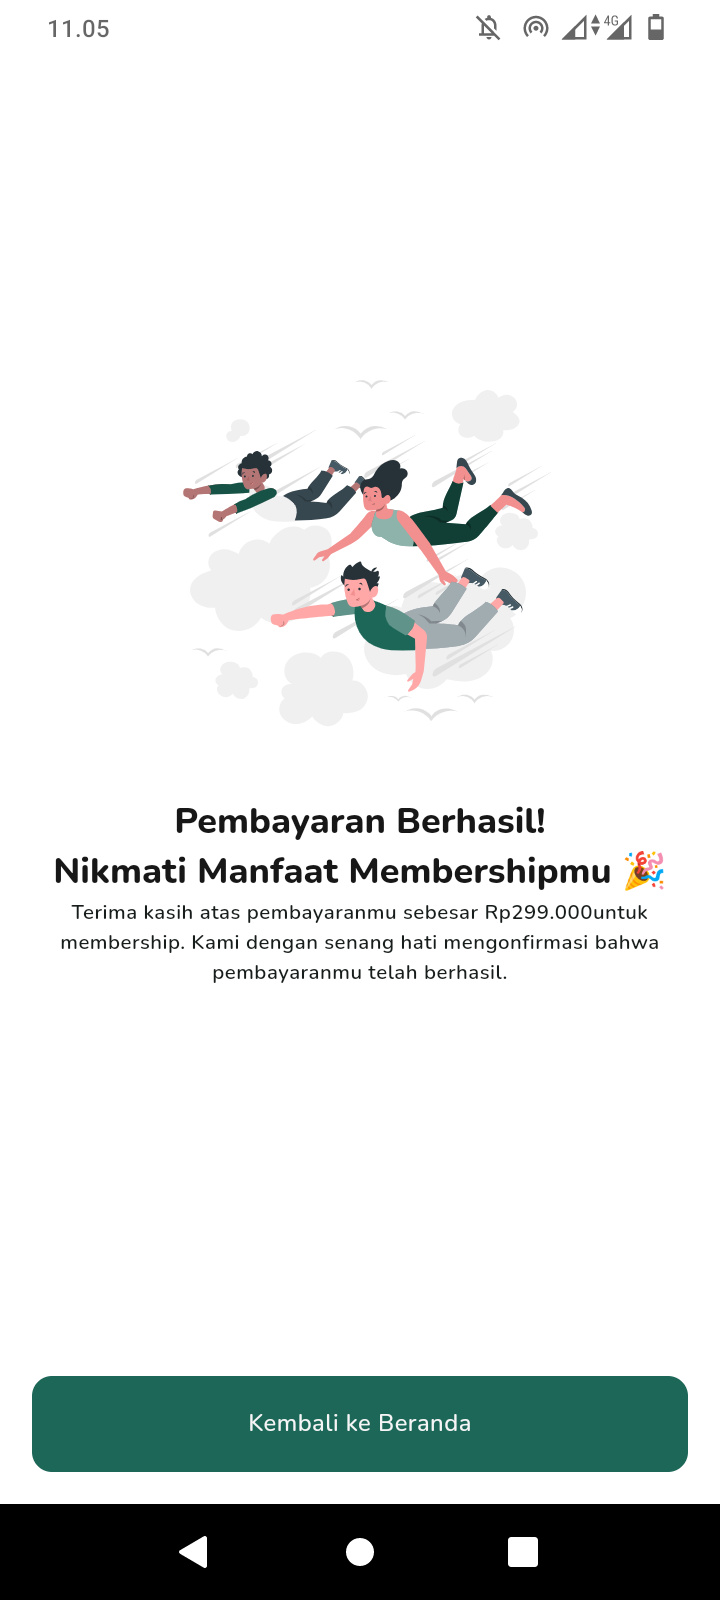 11.05
4G
Pembayaran Berhasil!
Nikmati Manfaat Membershipmu 🎉
Terima kasih atas pembayaranmu sebesar Rp299.000untuk
membership. Kami dengan senang hati mengonfirmasi bahwa
pembayaranmu telah berhasil.
Kembali ke Beranda